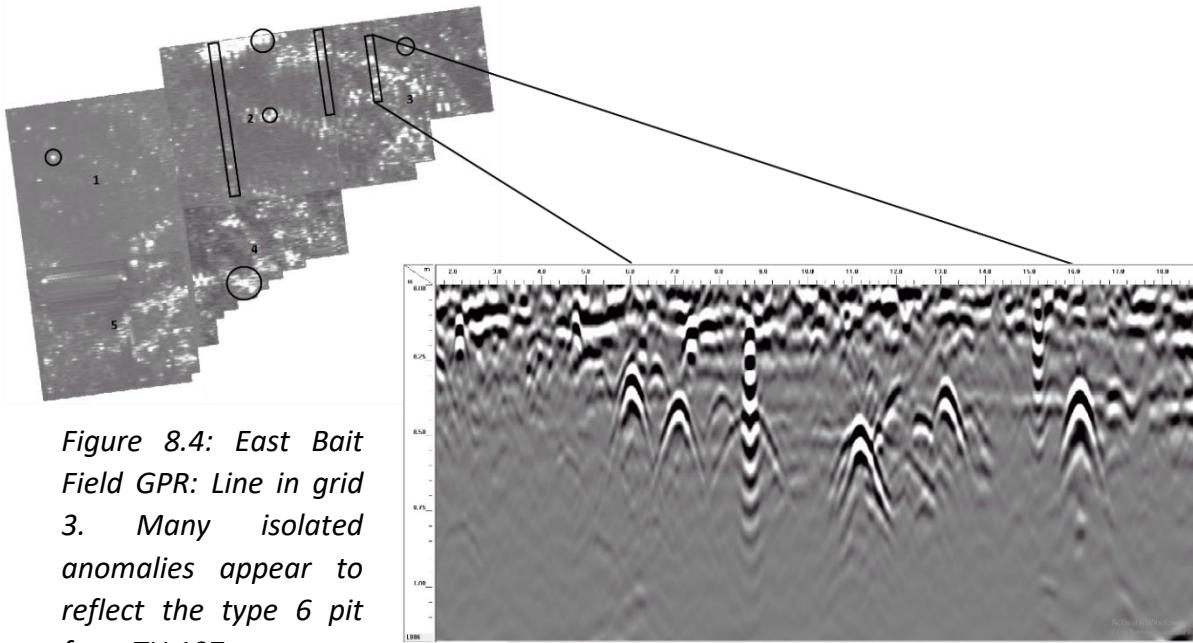 1
2
3
4
5
m
2.0 3.0 4.0 5.0 6.0 7.0 8.0 9.0 10.0 11.0 12.0 13.0 14.0 15.0 16.0 17.0 18.0
m
0.00
0.25
0.50
0.75
1.00
Figure 8.4: East Bait
Field GPR: Line in grid
3. Many isolated
anomalies appear to
reflect the type 6 pit